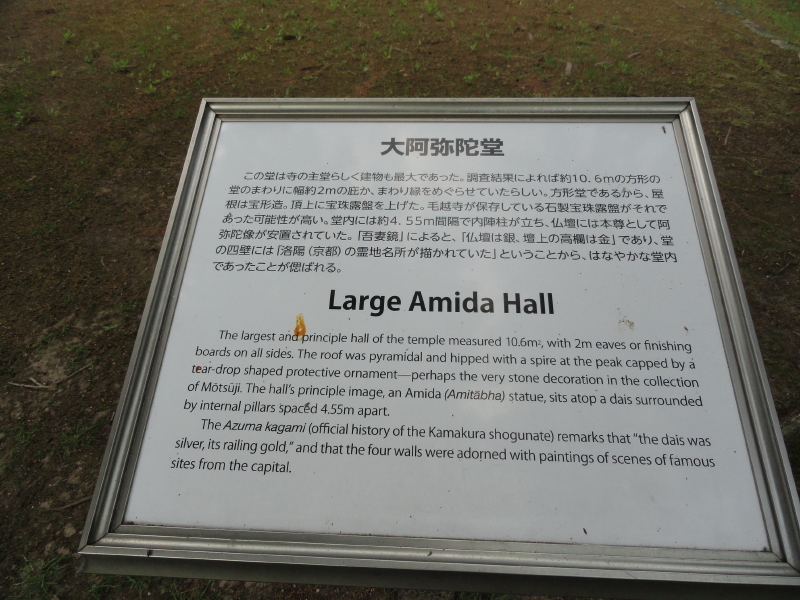 大阿弥陀堂
この堂は寺の主堂らしく建物も最大であった。調査結果によれば約10.6mの方形の
堂のまわりに幅約2mの庇か、まわり縁をめぐらせていたらしい。方形堂であるから、屋
根は宝形造。頂上に宝珠露盤を上げた。毛越寺が保存している石製宝珠露盤がそれで
あった可能性が高い。堂内には約4.55m間隔で内陣柱が立ち、仏壇には本尊として阿
弥陀像が安置されていた。「吾妻鏡」によると、「仏壇は銀、壇上の高欄は金」であり、堂
の四壁には「洛陽(京都)の霊地名所が描かれていた」ということから、はなやかな堂内
であったことが偲ばれる。
Large Amida Hall
The largest and principle hall of the temple measured 10.6m², with 2m eaves or finishing
boards on all sides. The roof was pyramidal and hipped with a spire at the peak capped by a
tear-drop shaped protective ornament—perhaps the very stone decoration in the collection
of Mōtsūji. The hall's principle image, an Amida (Amitābha) statue, sits atop a dais surrounded
by internal pillars spaced 4.55m apart.
The Azuma kagami (official history of the Kamakura shogunate) remarks that "the dais was
silver, its railing gold," and that the four walls were adorned with paintings of scenes of famous
sites from the capital.